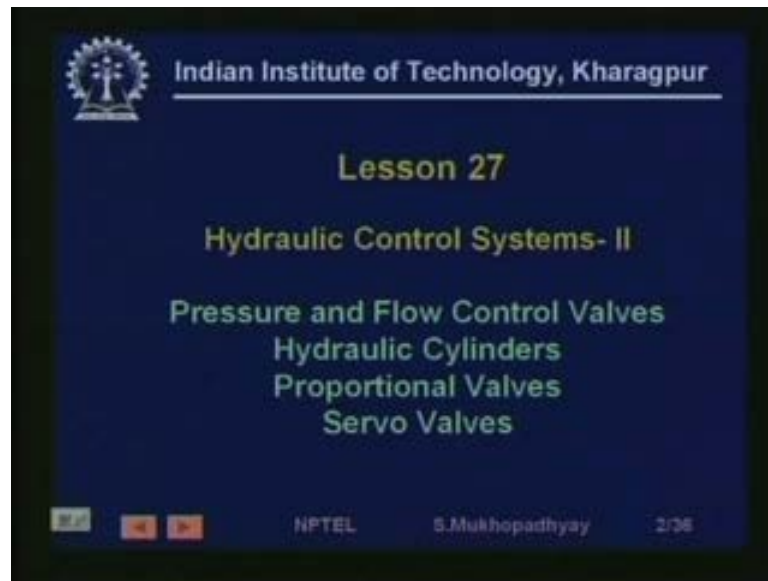 Indian Institute of Technology, Kharagpur
Lesson 27
Hydraulic Control Systems- II
Pressure and Flow Control Valves
Hydraulic Cylinders
Proportional Valves
Servo Valves
NPTEL S.Mukhopadhyay 2/36